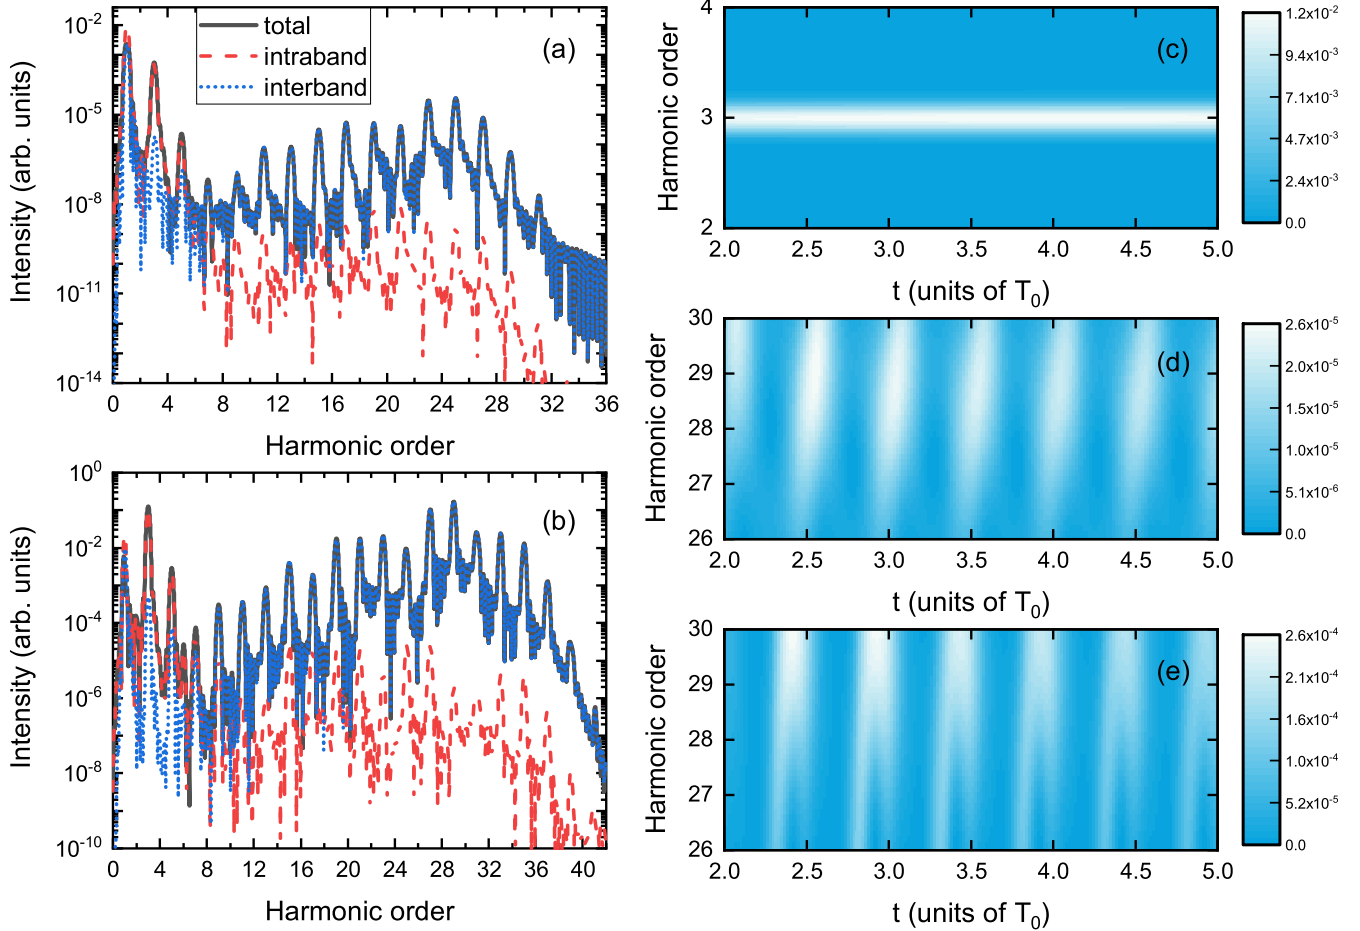 total
intraband
interband
(a)
Intensity (arb. units)
10⁻²
10⁻⁵
10⁻⁸
10⁻¹¹
10⁻¹⁴
0 4 8 12 16 20 24 28 32 36
Harmonic order
(b)
Intensity (arb. units)
10⁰
10⁻²
10⁻⁴
10⁻⁶
10⁻⁸
10⁻¹⁰
0 4 8 12 16 20 24 28 32 36 40
Harmonic order
(c)
Harmonic order
4
3
2
2.0 2.5 3.0 3.5 4.0 4.5 5.0
t (units of T₀)
1.2x10⁻²
9.4x10⁻³
7.1x10⁻³
4.7x10⁻³
2.4x10⁻³
0.0
(d)
Harmonic order
30
29
28
27
26
2.0 2.5 3.0 3.5 4.0 4.5 5.0
t (units of T₀)
2.6x10⁻⁵
2.1x10⁻⁵
1.5x10⁻⁵
1.0x10⁻⁵
5.1x10⁻⁶
0.0
(e)
Harmonic order
30
29
28
27
26
2.0 2.5 3.0 3.5 4.0 4.5 5.0
t (units of T₀)
2.6x10⁻⁴
2.1x10⁻⁴
1.6x10⁻⁴
1.0x10⁻⁴
5.2x10⁻⁵
0.0